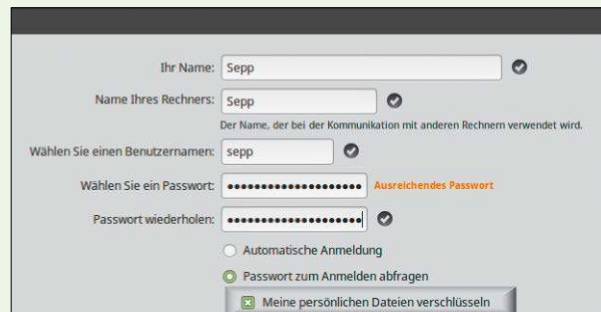 Ihr Name: Sepp
Name Ihres Rechners: Sepp
Der Name, der bei der Kommunikation mit anderen Rechnern verwendet wird.
Wählen Sie einen Benutzernamen: sepp
Wählen Sie ein Passwort: •••••••••••••••••••• Ausreichendes Passwort
Passwort wiederholen: ••••••••••••••••••••
Automatische Anmeldung
Passwort zum Anmelden abfragen
Meine persönlichen Dateien verschlüsseln